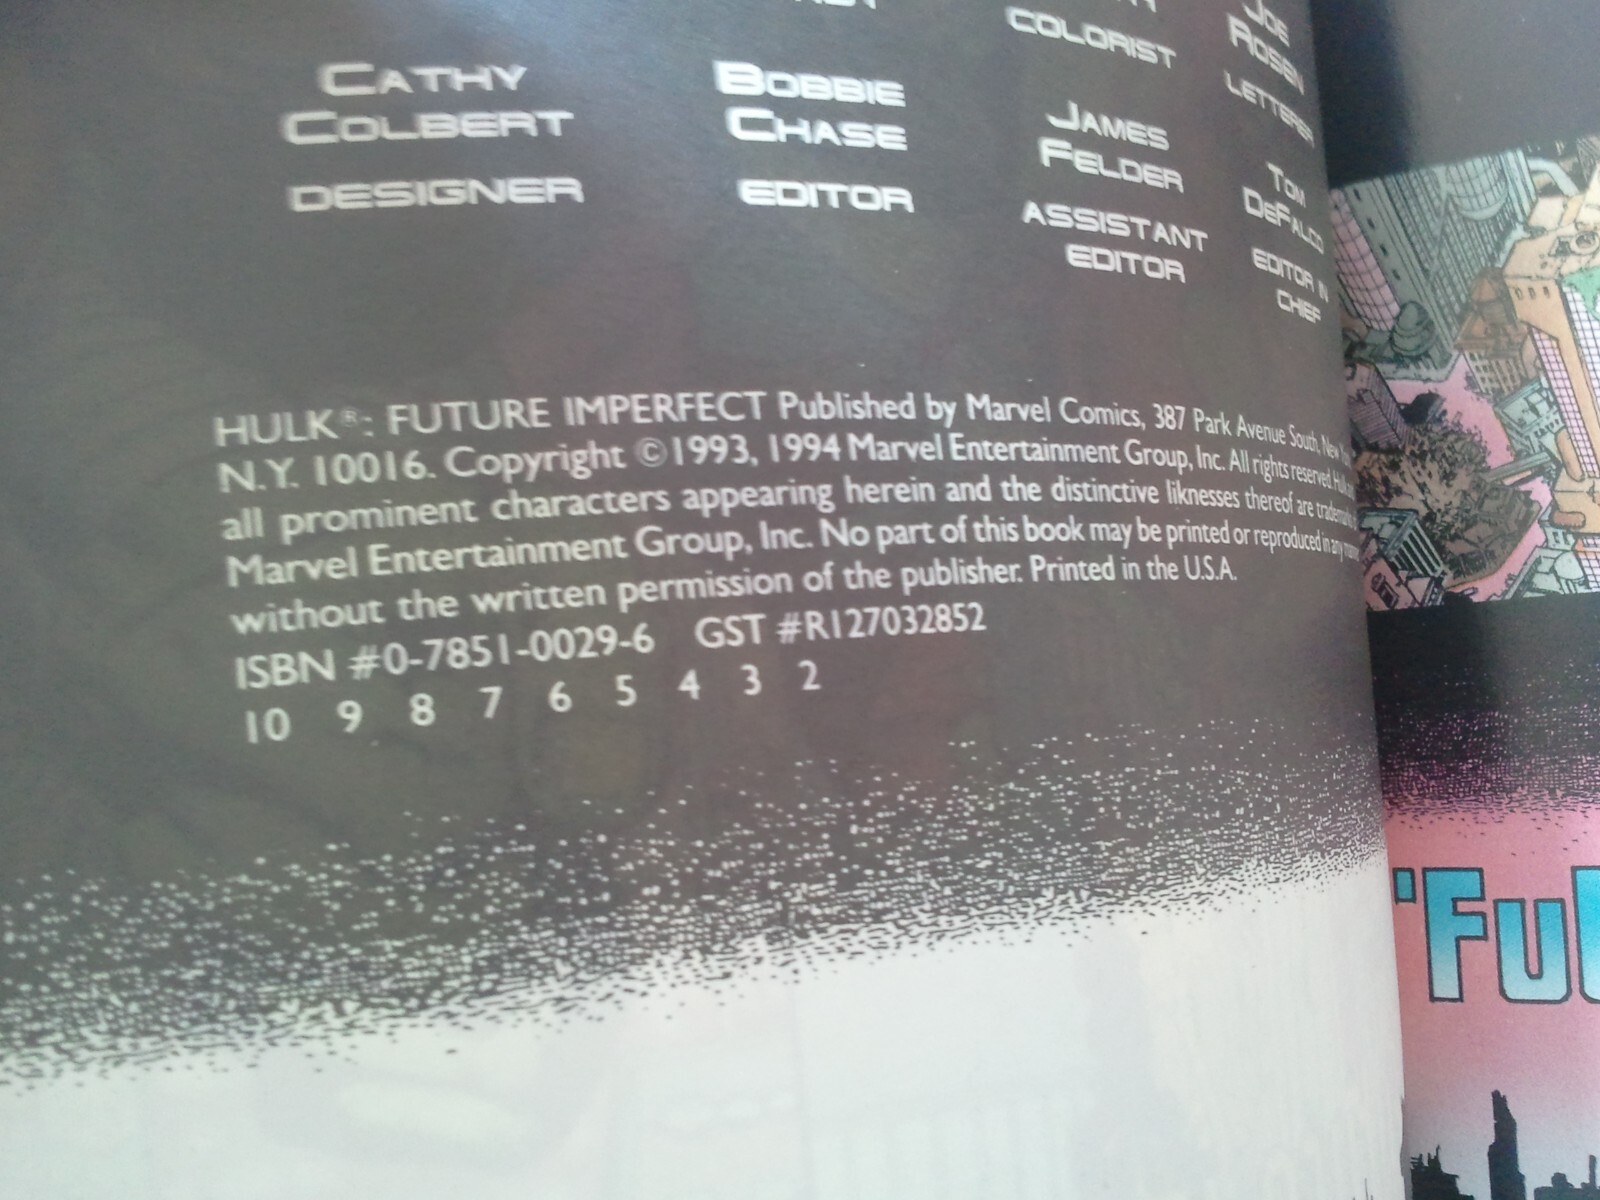 COLORIST
JOE
ROSEN
LETTERER
CATHY
COLBERT
DESIGNER
BOBBIE
CHASE
EDITOR
JAMES
FELDER
ASSISTANT
EDITOR
TOM
DEFALCO
EDITOR IN
CHIEF
HULK®: FUTURE IMPERFECT Published by Marvel Comics, 387 Park Avenue South, New
N.Y. 10016. Copyright ©1993, 1994 Marvel Entertainment Group, Inc. All rights reserved. Hulk
all prominent characters appearing herein and the distinctive liknesses thereof are
Marvel Entertainment Group, Inc. No part of this book may be printed or reproduced in any
without the written permission of the publisher. Printed in the U.S.A.
ISBN #0-7851-0029-6 GST #R127032852
10 9 8 7 6 5 4 3 2
"Fu